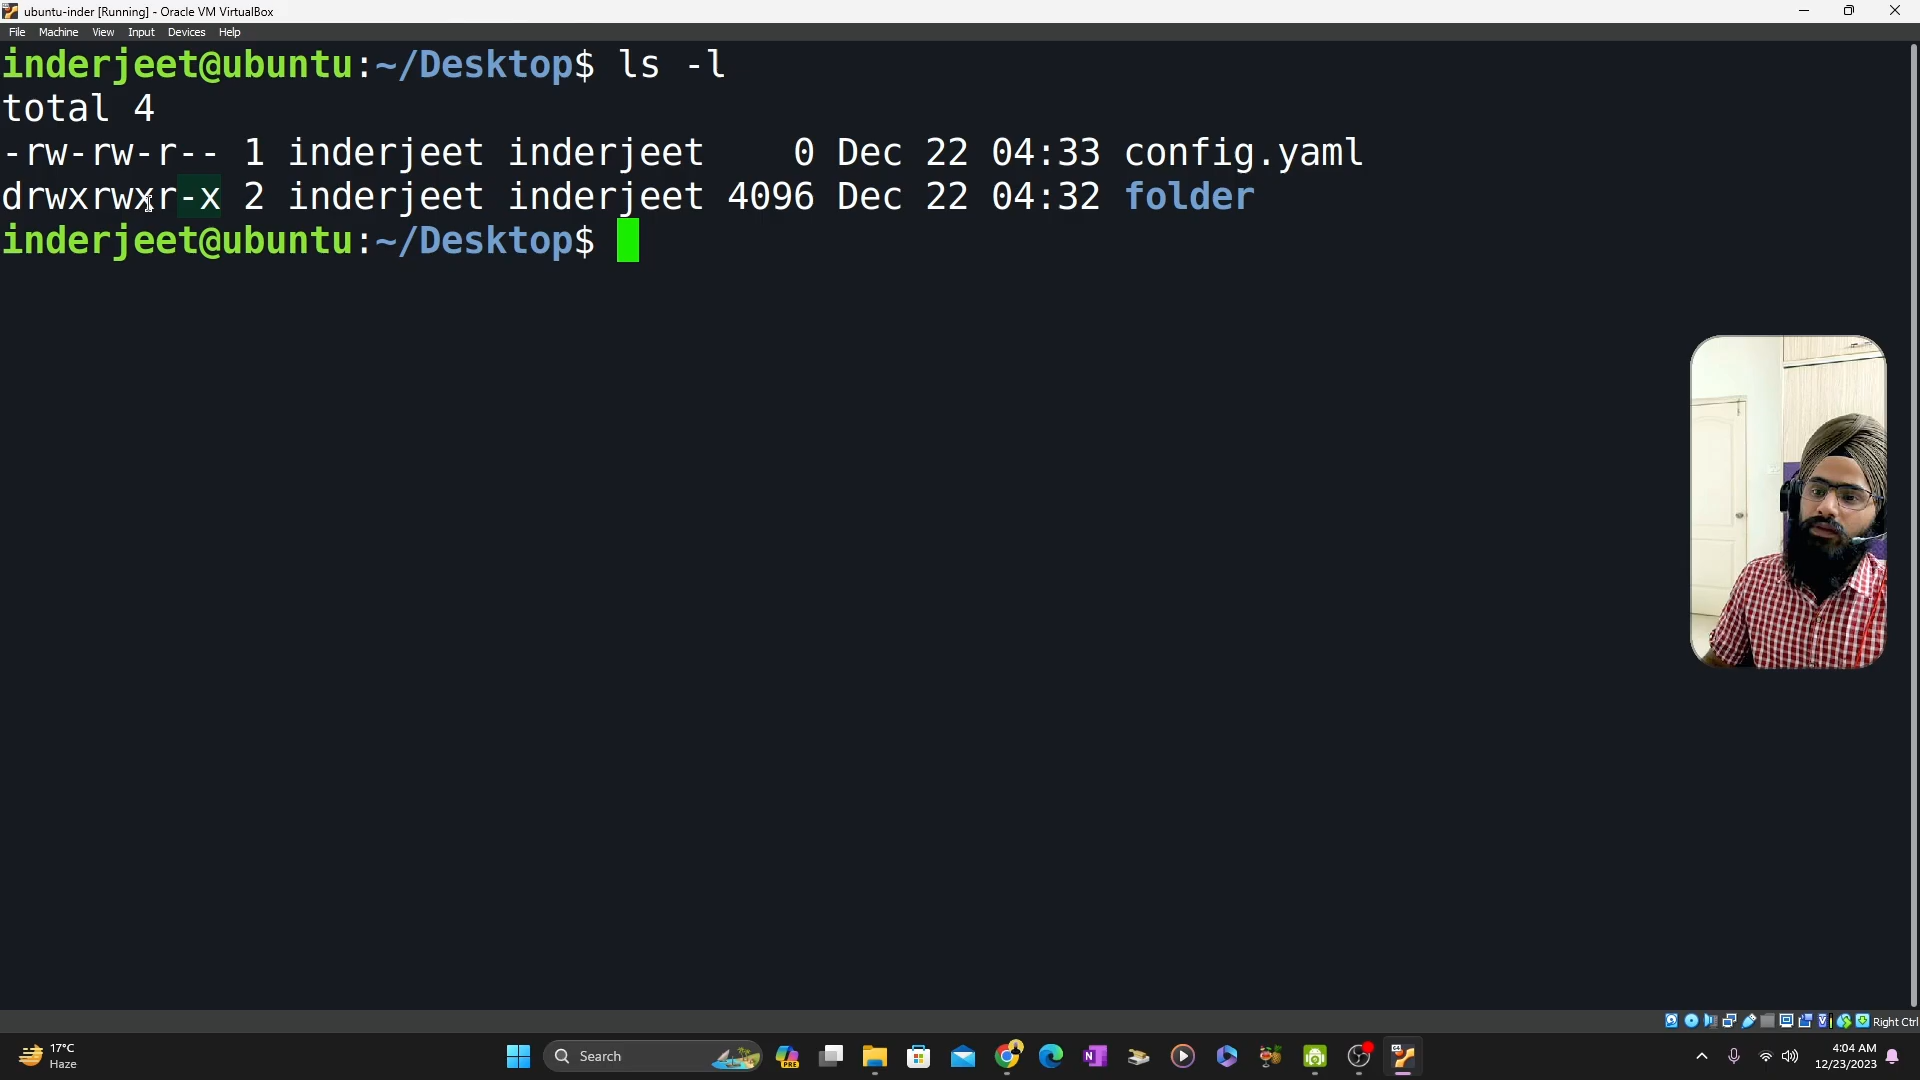 ubuntu-inder [Running] - Oracle VM VirtualBox
File Machine View Input Devices Help
inderjeet@ubuntu:~/Desktop$ ls -l
total 4
-rw-rw-r-- 1 inderjeet inderjeet    0 Dec 22 04:33 config.yaml
drwxrwxr-x 2 inderjeet inderjeet 4096 Dec 22 04:32 folder
inderjeet@ubuntu:~/Desktop$
Right Ctrl
17°C
Haze
Search
PRE
N
64
4:04 AM
12/23/2023